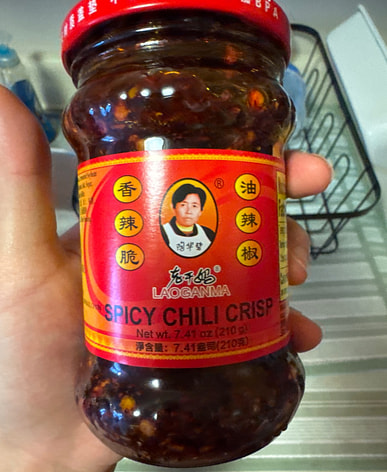 BPA
香辣脆
油辣椒
陶华碧
老干妈®
LAOGANMA
SPICY CHILI CRISP
Net wt. 7.41 oz (210 g)
淨含量: 7.41盎司(210克)